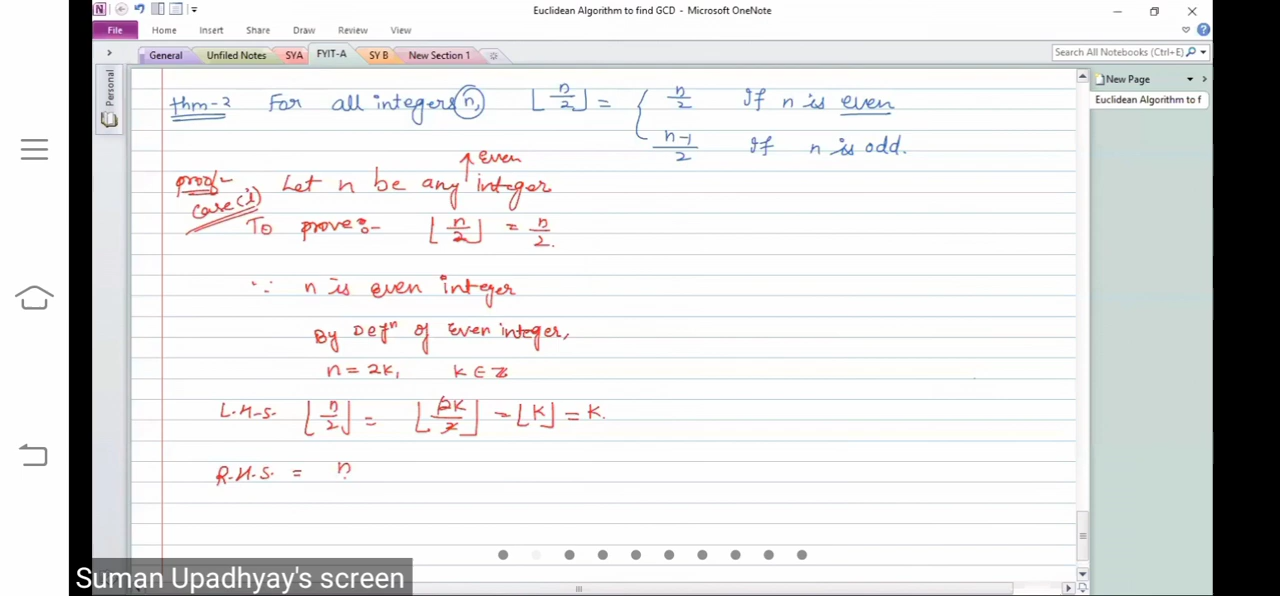 Euclidean Algorithm to find GCD - Microsoft OneNote
File Home Insert Share Draw Review View
General Unfiled Notes SYA FYIT-A SY B New Section 1
Search All Notebooks (Ctrl+E)
Personal
New Page
Euclidean Algorithm to f
thm-2 For all integers n, ⌊n/2⌋ = { n/2 If n is even
n-1/2 If n is odd.
Even
proof- Let n be any integer
case(i)
To prove:- ⌊n/2⌋ = n/2.
∵ n is even integer
By Defⁿ of Even integer,
n = 2k, k ∈ Z
L.H.S. ⌊n/2⌋ = ⌊2k/2⌋ = ⌊k⌋ = k.
R.H.S. = n
Suman Upadhyay's screen